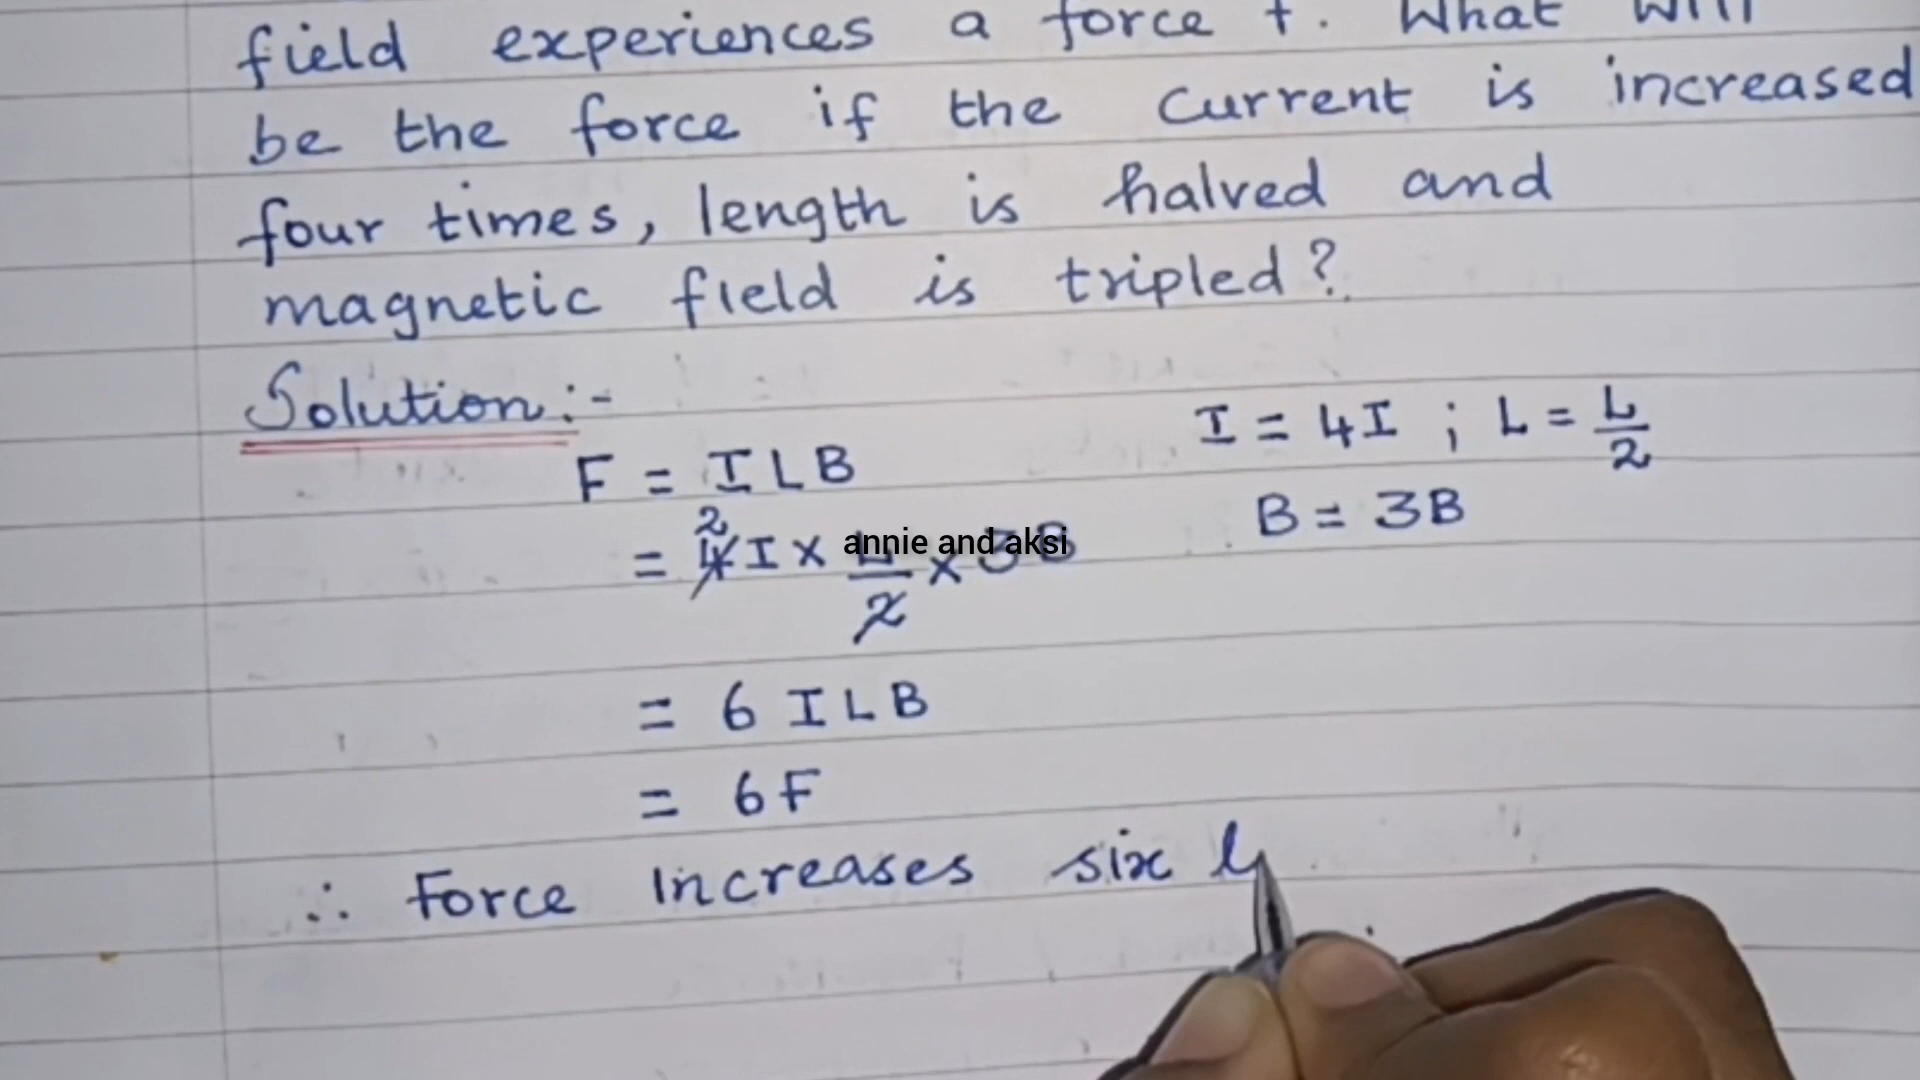 field experiences a force f. What will
be the force if the current is increased
four times, length is halved and
magnetic field is tripled?
Solution:-
I = 4I ; L = L/2
F = ILB
B = 3B
2
= 4I × L/2 × 3B
annie and aksi
= 6 ILB
= 6F
∴ Force increases six